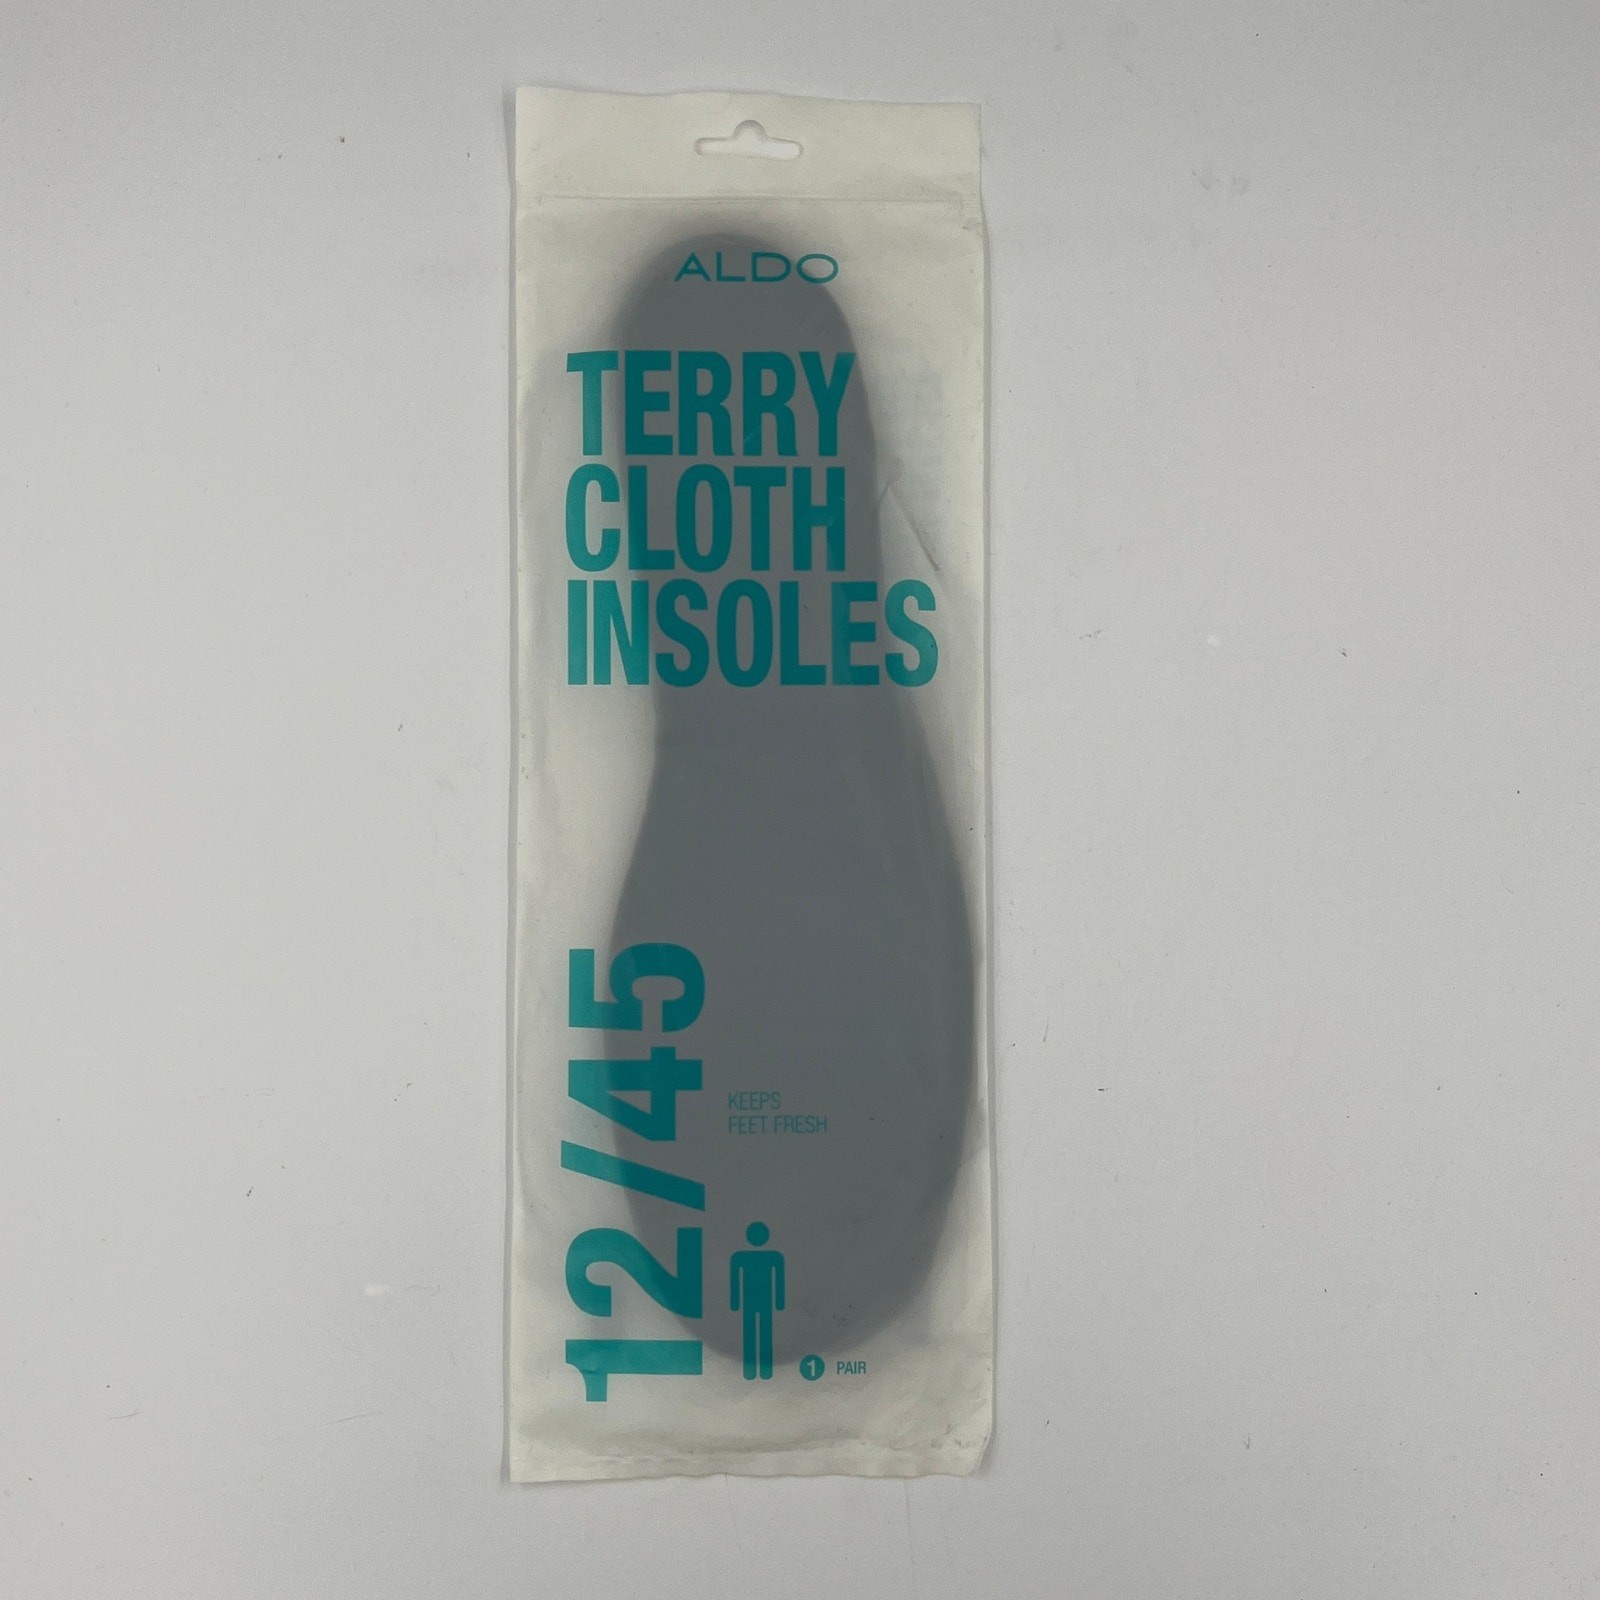 ALDO
TERRY
CLOTH
INSOLES
12/45
KEEPS
FEET FRESH
1 PAIR